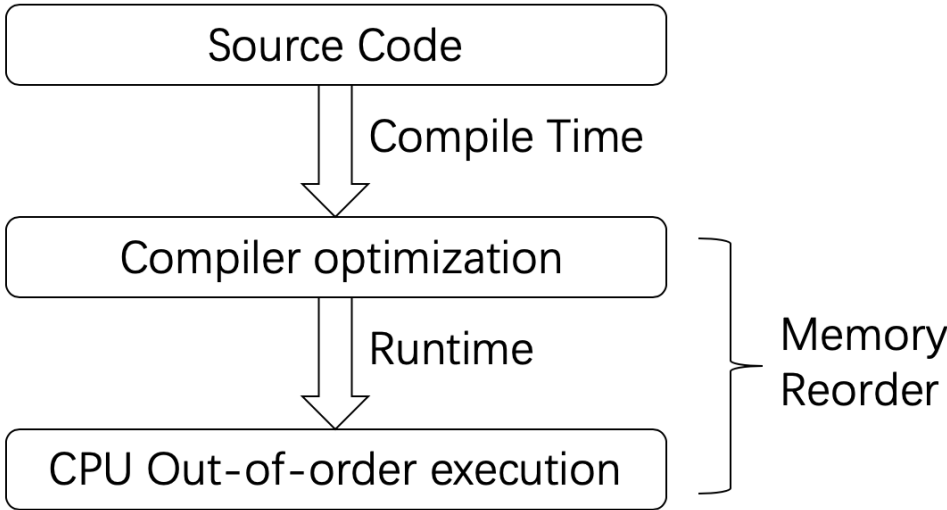 Source Code
Compile Time
Compiler optimization
Runtime
Memory
Reorder
CPU Out-of-order execution